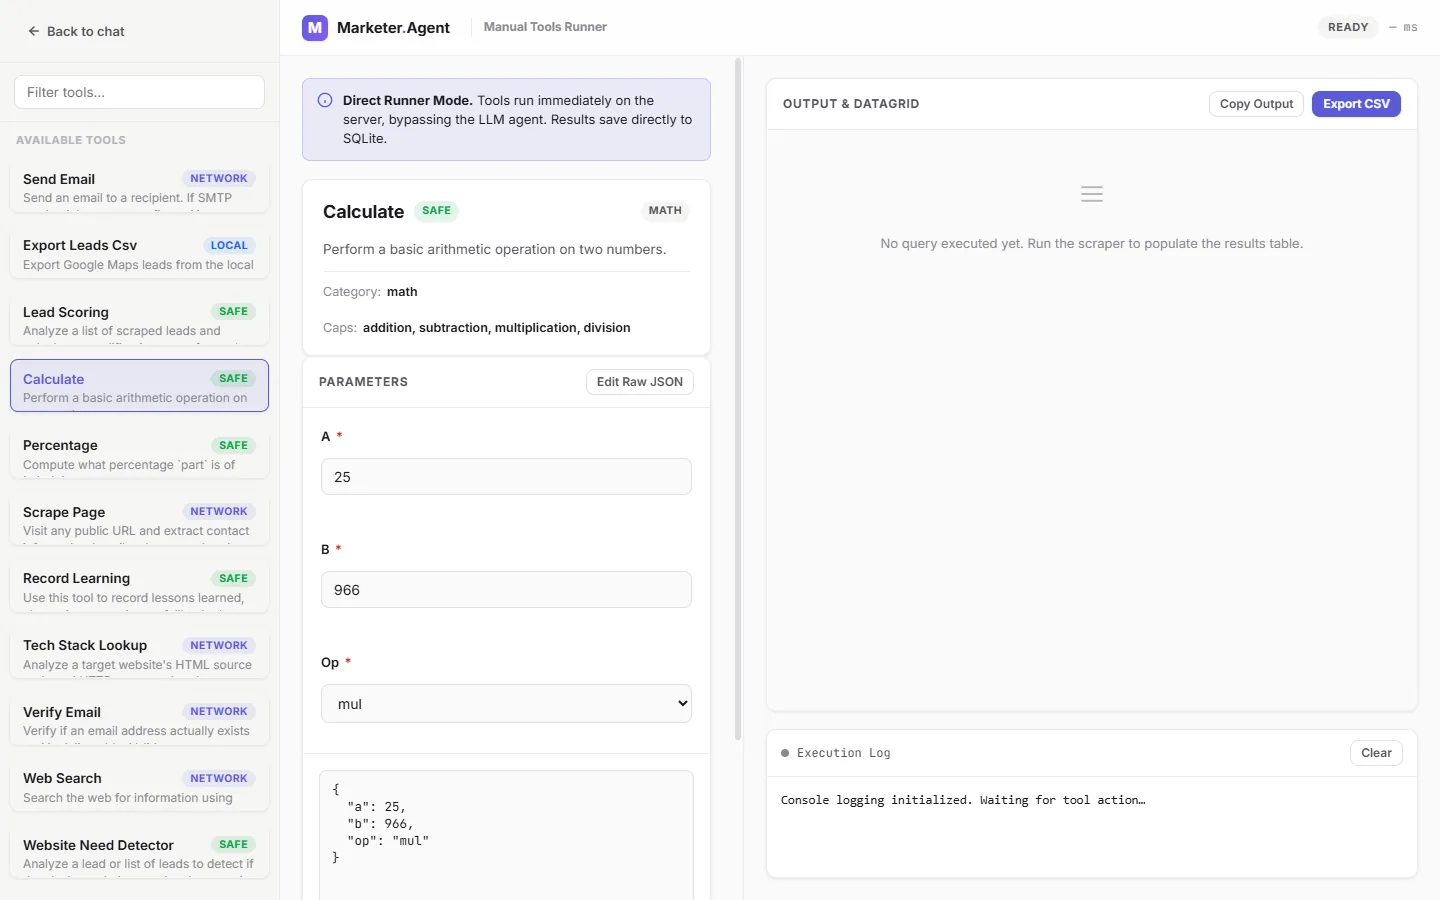 Back to chat
Filter tools...
AVAILABLE TOOLS
Send Email NETWORK
Send an email to a recipient. If SMTP
Export Leads Csv LOCAL
Export Google Maps leads from the local
Lead Scoring SAFE
Analyze a list of scraped leads and
Calculate SAFE
Perform a basic arithmetic operation on
Percentage SAFE
Compute what percentage `part` is of
Scrape Page NETWORK
Visit any public URL and extract contact
Record Learning SAFE
Use this tool to record lessons learned,
Tech Stack Lookup NETWORK
Analyze a target website's HTML source
Verify Email NETWORK
Verify if an email address actually exists
Web Search NETWORK
Search the web for information using
Website Need Detector SAFE
Analyze a lead or list of leads to detect if
M Marketer.Agent Manual Tools Runner
READY – ms
Direct Runner Mode. Tools run immediately on the
server, bypassing the LLM agent. Results save directly to
SQLite.
Calculate SAFE MATH
Perform a basic arithmetic operation on two numbers.
Category: math
Caps: addition, subtraction, multiplication, division
PARAMETERS Edit Raw JSON
A *
25
B *
966
Op *
mul
{
"a": 25,
"b": 966,
"op": "mul"
}
OUTPUT & DATAGRID Copy Output Export CSV
No query executed yet. Run the scraper to populate the results table.
Execution Log Clear
Console logging initialized. Waiting for tool action…